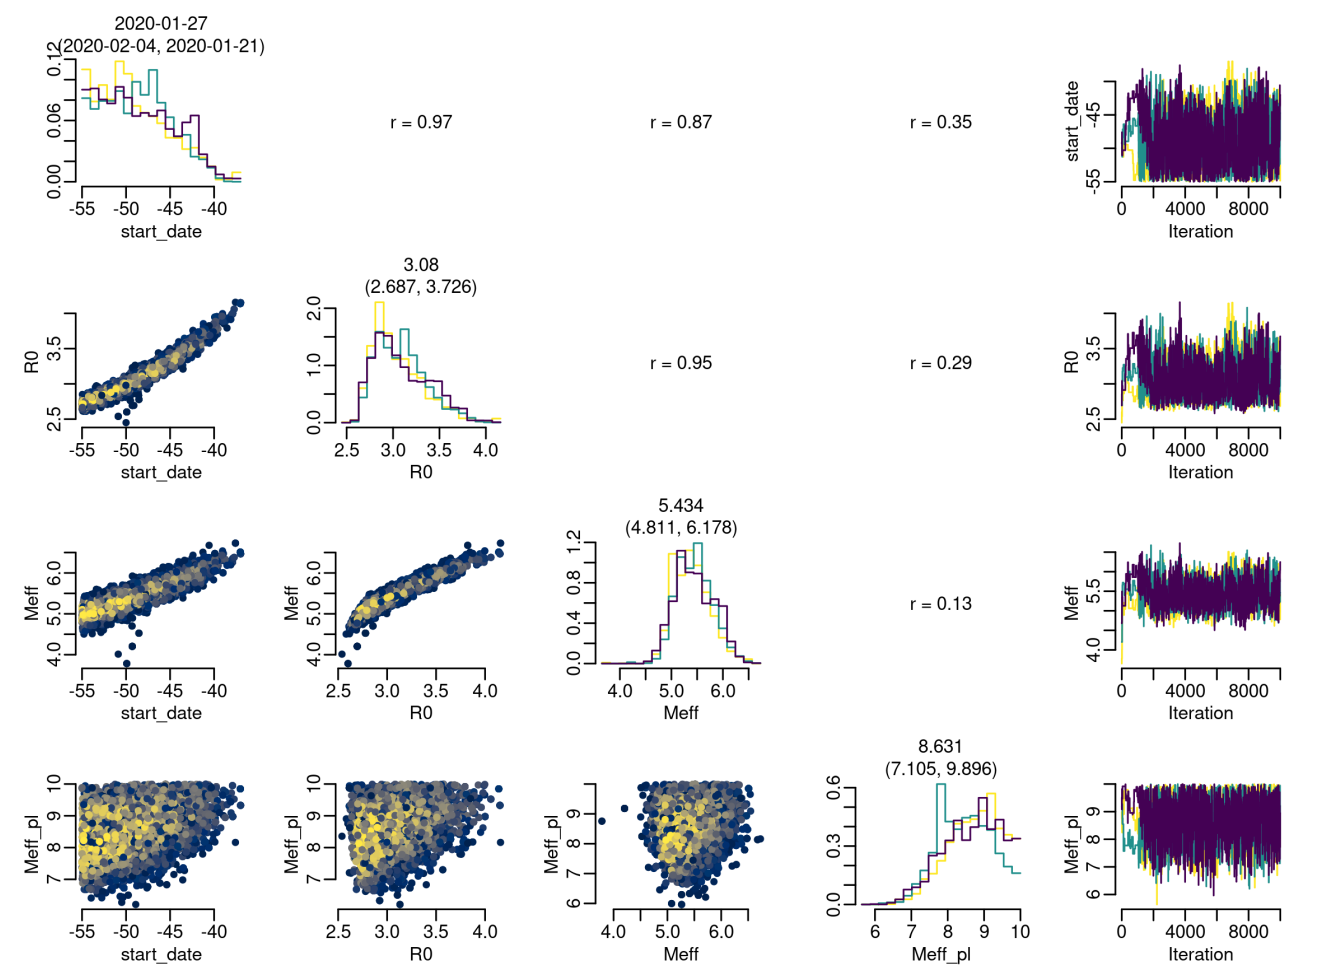 2020-01-27
(2020-02-04, 2020-01-21)
0.00 0.06 0.12
-55 -50 -45 -40
start_date
r = 0.97
r = 0.87
r = 0.35
start_date
-55 -45
0 4000 8000
Iteration
R0
2.5 3.5
-55 -50 -45 -40
start_date
3.08
(2.687, 3.726)
0.0 1.0 2.0
2.5 3.0 3.5 4.0
R0
r = 0.95
r = 0.29
R0
2.5 3.5
0 4000 8000
Iteration
Meff
4.0 5.0 6.0
-55 -50 -45 -40
start_date
Meff
4.0 5.0 6.0
2.5 3.0 3.5 4.0
R0
5.434
(4.811, 6.178)
0.0 0.4 0.8 1.2
4.0 5.0 6.0
Meff
r = 0.13
Meff
4.0 5.5
0 4000 8000
Iteration
Meff_pl
7 8 9 10
-55 -50 -45 -40
start_date
Meff_pl
7 8 9 10
2.5 3.0 3.5 4.0
R0
Meff_pl
6 7 8 9
4.0 5.0 6.0
Meff
8.631
(7.105, 9.896)
0.0 0.3 0.6
6 7 8 9 10
Meff_pl
Meff_pl
6 7 8 9
0 4000 8000
Iteration